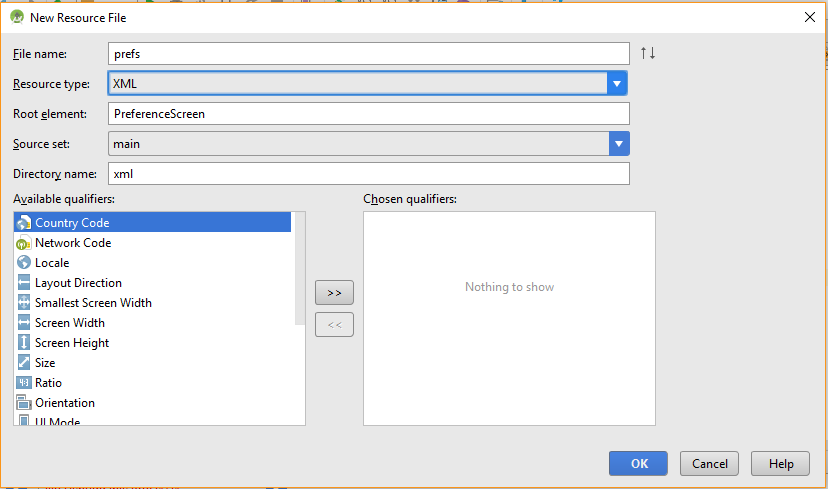 New Resource File
File name: prefs
Resource type: XML
Root element: PreferenceScreen
Source set: main
Directory name: xml
Available qualifiers: Chosen qualifiers:
Country Code
Network Code
Locale
Layout Direction
Smallest Screen Width
Screen Width
Screen Height
Size
Ratio
Orientation
UI Mode
>>
<<
Nothing to show
OK Cancel Help